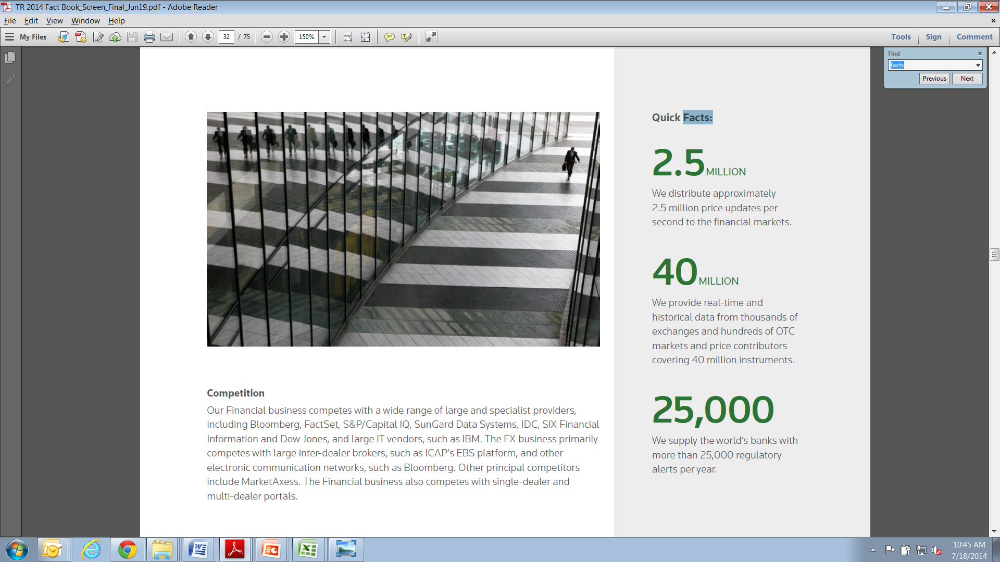 TR 2014 Fact Book_Screen_Final_Jun19.pdf - Adobe Reader
File Edit View Window Help
My Files 32 / 75 150% Tools Sign Comment
Find
facts
Previous Next
Quick Facts:
2.5 MILLION
We distribute approximately
2.5 million price updates per
second to the financial markets.
40 MILLION
We provide real-time and
historical data from thousands of
exchanges and hundreds of OTC
markets and price contributors
covering 40 million instruments.
25,000
We supply the world's banks with
more than 25,000 regulatory
alerts per year.
Competition
Our Financial business competes with a wide range of large and specialist providers,
including Bloomberg, FactSet, S&P/Capital IQ, SunGard Data Systems, IDC, SIX Financial
Information and Dow Jones, and large IT vendors, such as IBM. The FX business primarily
competes with large inter-dealer brokers, such as ICAP's EBS platform, and other
electronic communication networks, such as Bloomberg. Other principal competitors
include MarketAxess. The Financial business also competes with single-dealer and
multi-dealer portals.
10:45 AM
7/18/2014